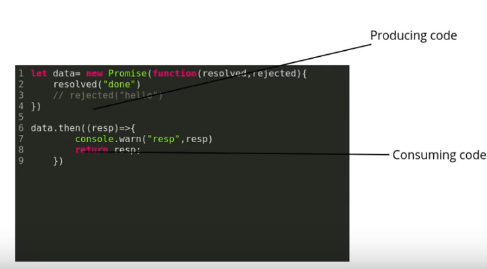 Producing code
1 let data= new Promise(function(resolved,rejected){
2     resolved("done")
3     // rejected("hello")
4 })
5
6 data.then((resp)=>{
7         console.warn("resp",resp)
8         return resp;
9     })
Consuming code